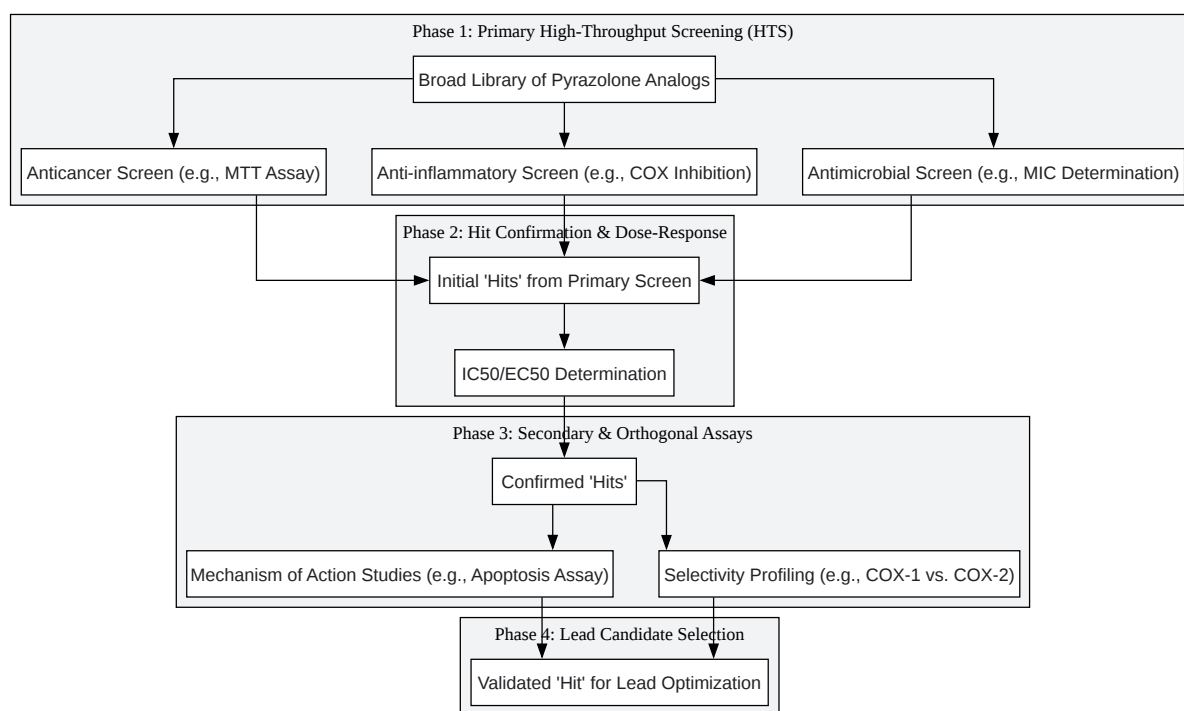 Phase 1: Primary High-Throughput Screening (HTS)
Broad Library of Pyrazolone Analogs
Anticancer Screen (e.g., MTT Assay)
Anti-inflammatory Screen (e.g., COX Inhibition)
Antimicrobial Screen (e.g., MIC Determination)
Phase 2: Hit Confirmation & Dose-Response
Initial 'Hits' from Primary Screen
IC50/EC50 Determination
Phase 3: Secondary & Orthogonal Assays
Confirmed 'Hits'
Mechanism of Action Studies (e.g., Apoptosis Assay)
Selectivity Profiling (e.g., COX-1 vs. COX-2)
Phase 4: Lead Candidate Selection
Validated 'Hit' for Lead Optimization